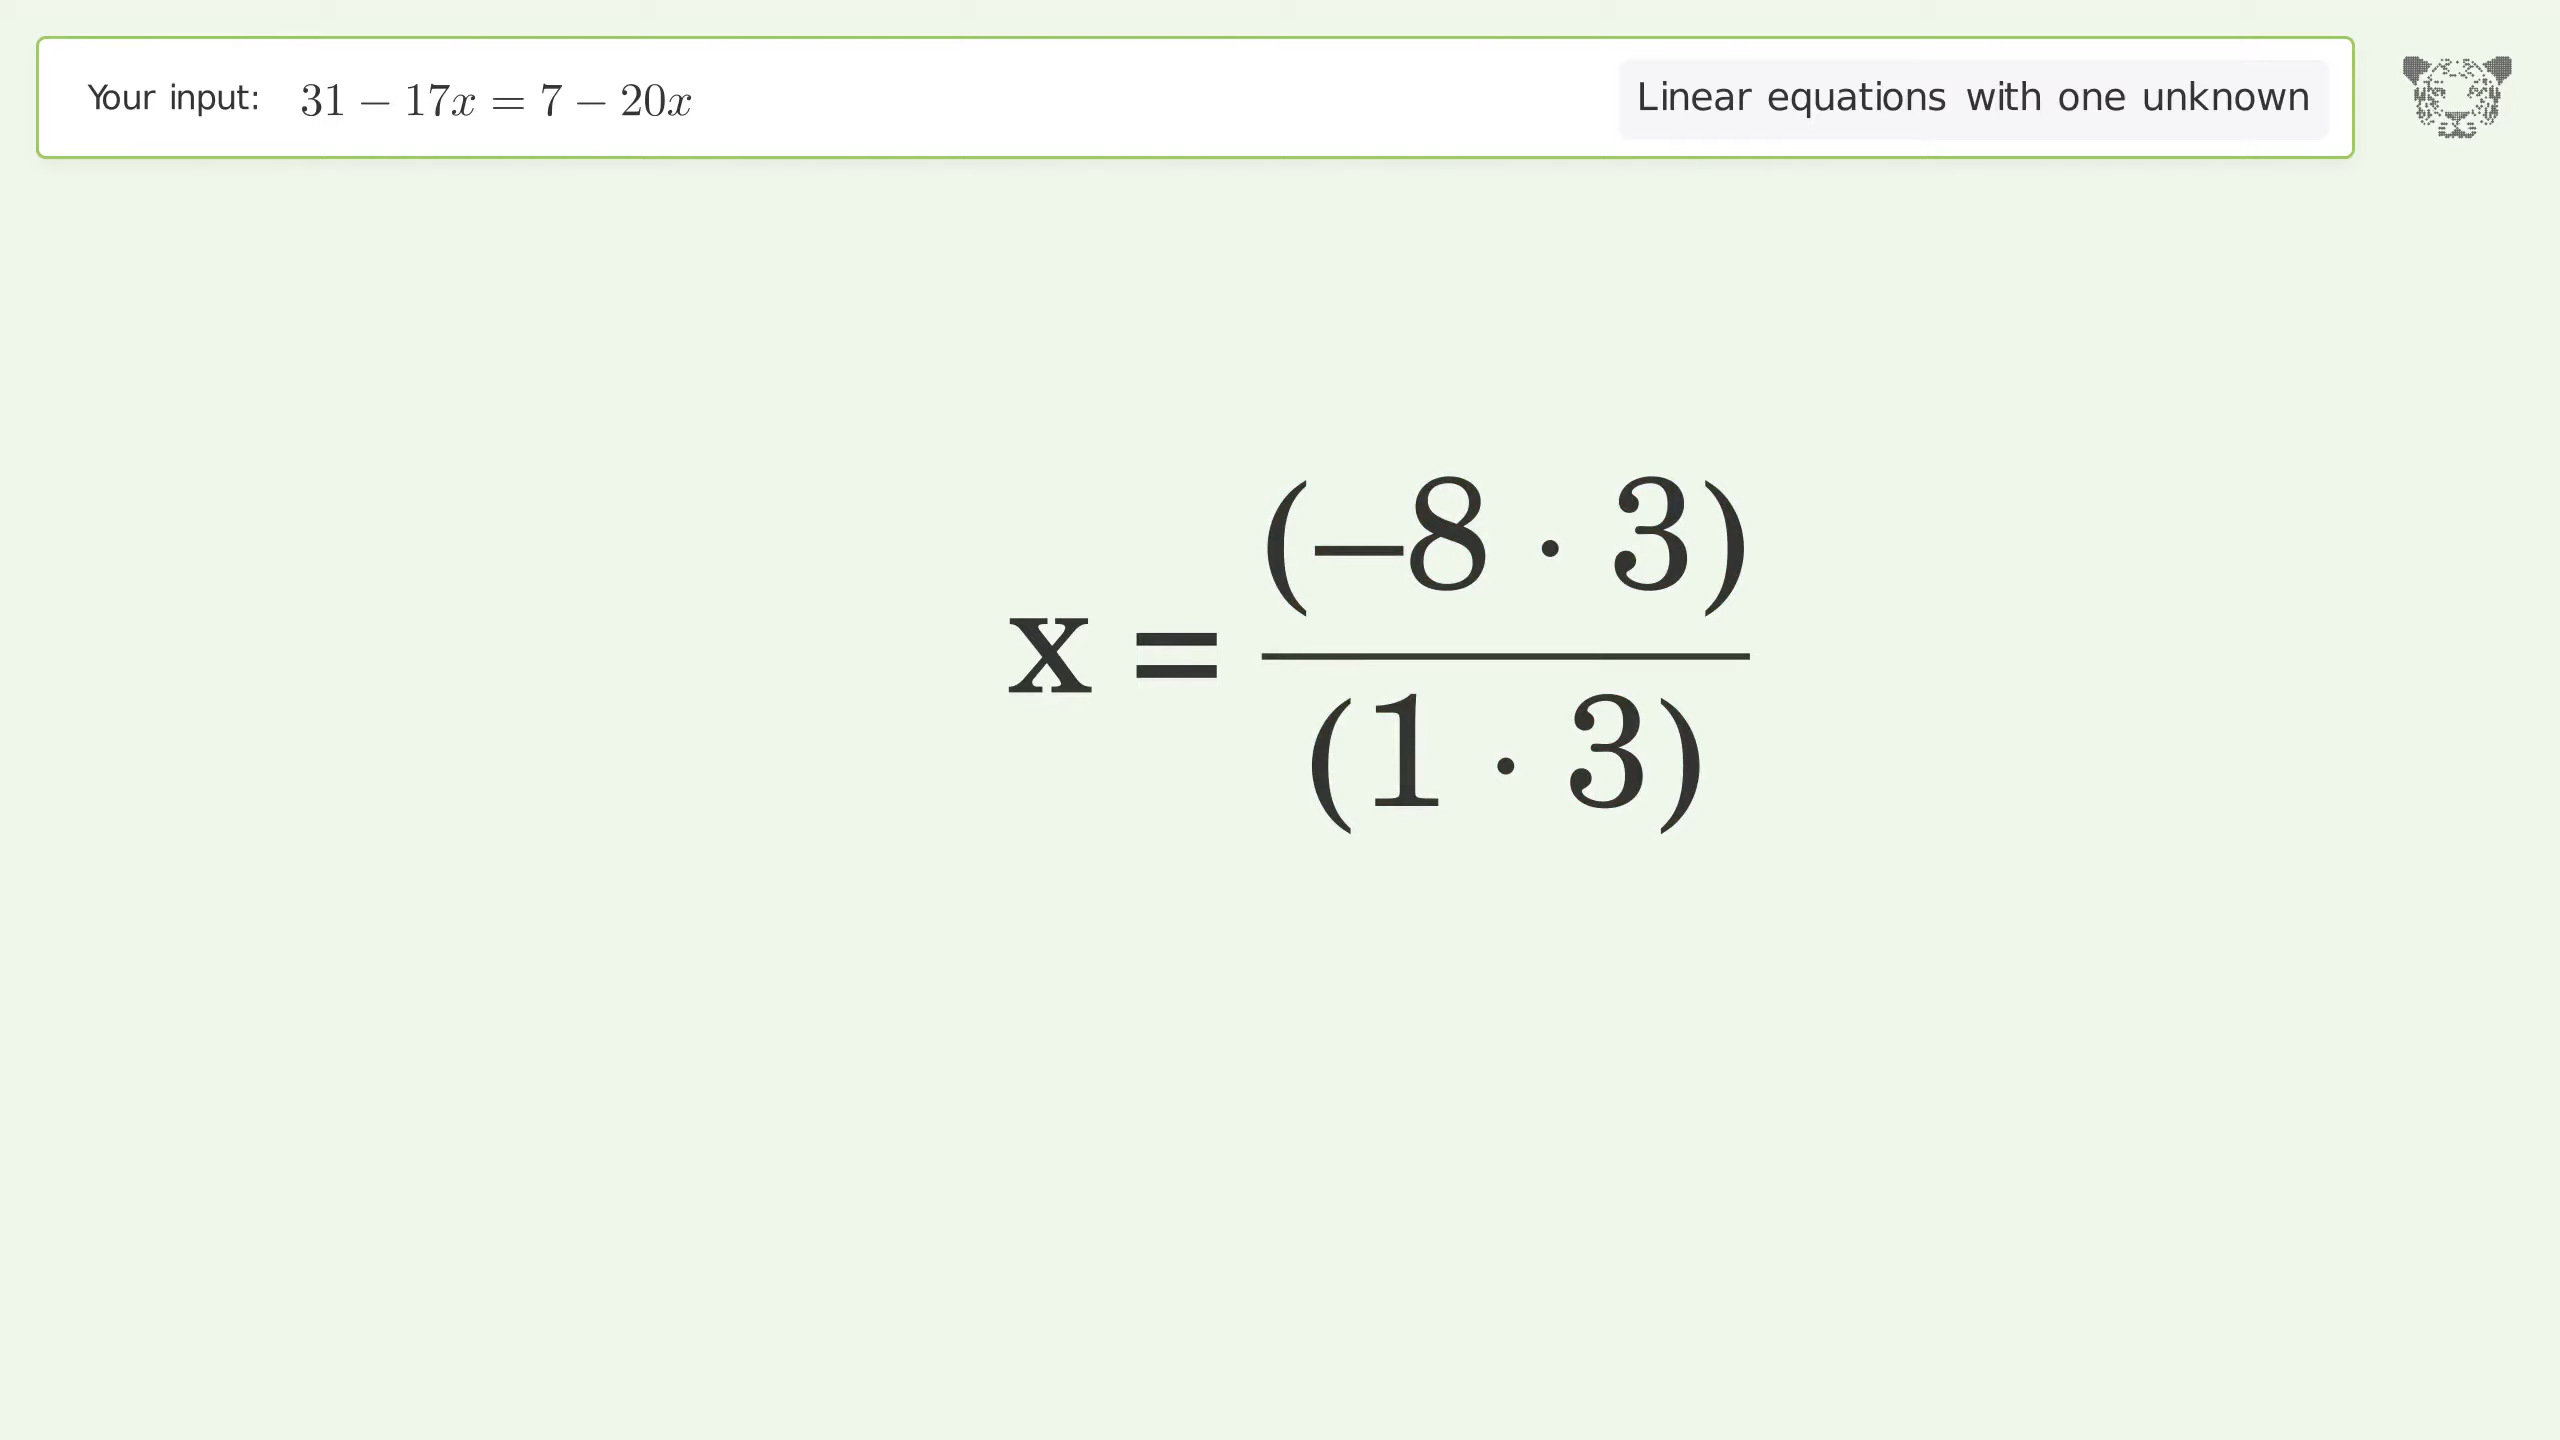 Your input: 31 − 17x = 7 − 20x
Linear equations with one unknown
x = (−8 · 3)
(1 · 3)